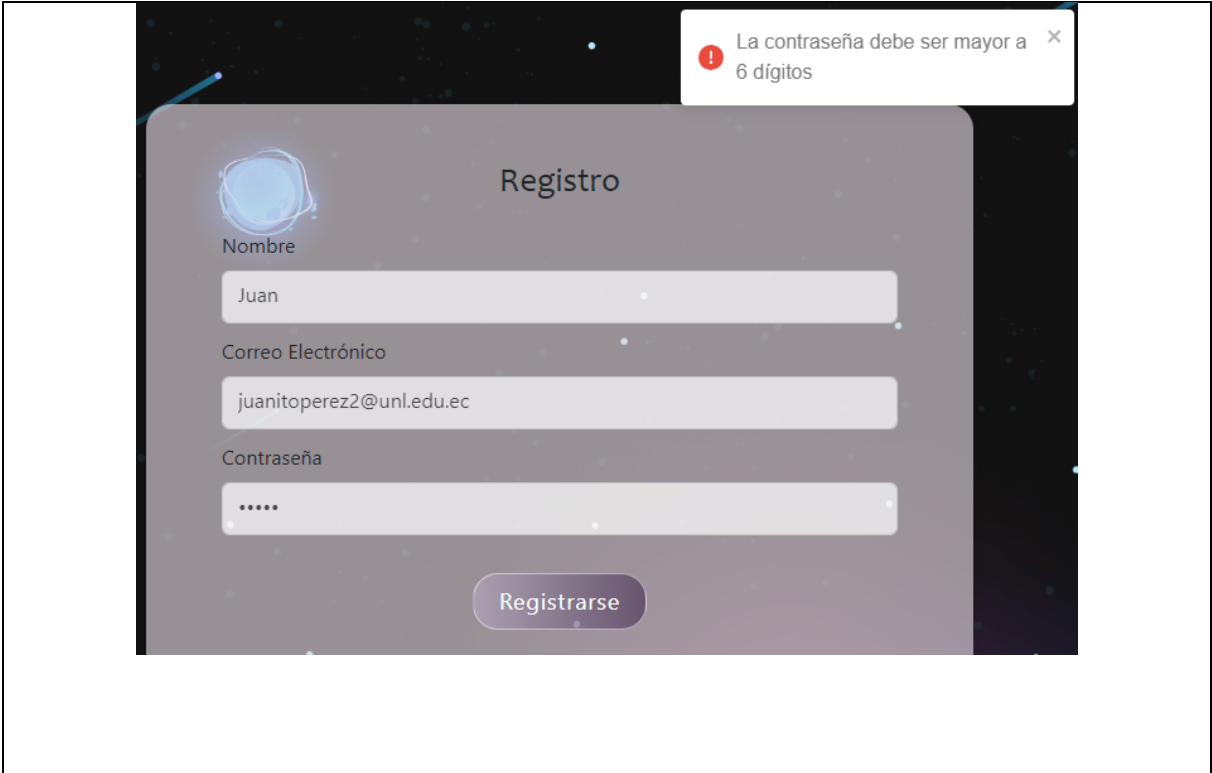 La contraseña debe ser mayor a
6 dígitos
Registro
Nombre
Juan
Correo Electrónico
juanitoperez2@unl.edu.ec
Contraseña
•••••
Registrarse